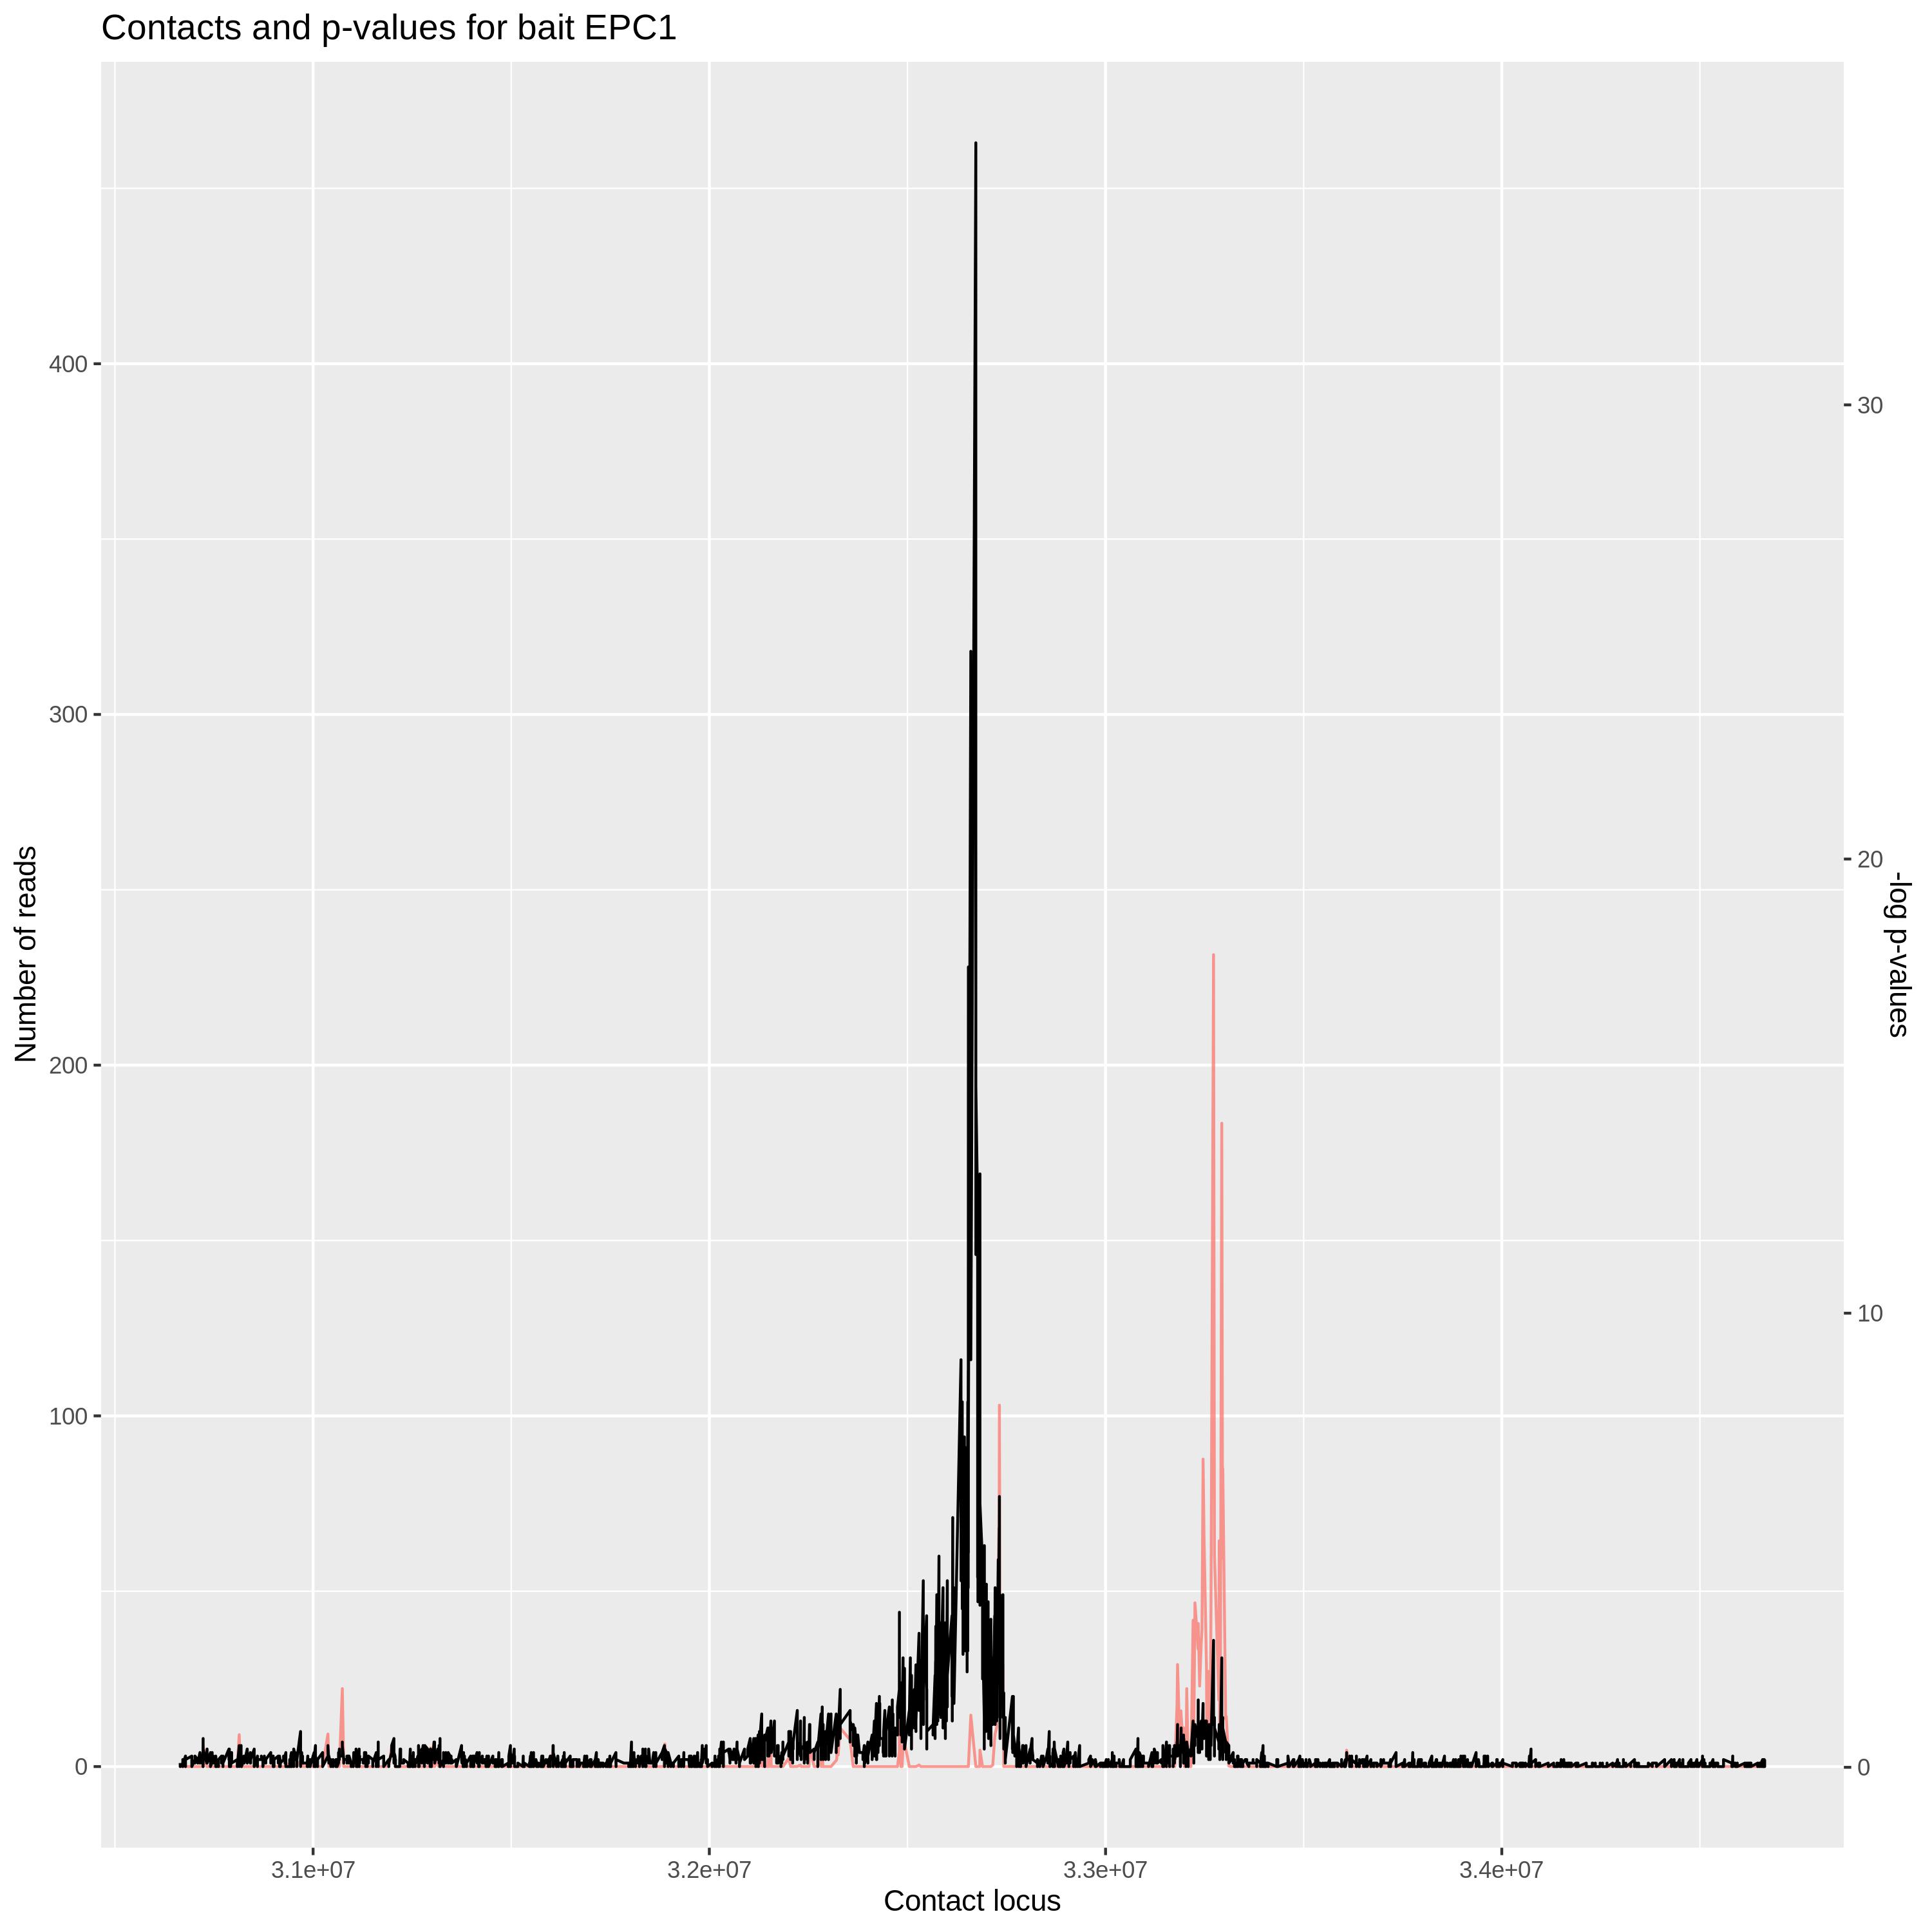 Contacts and p-values for bait EPC1
Number of reads
400
300
200
100
0
30
20
10
0
-log p-values
3.1e+07
3.2e+07
3.3e+07
3.4e+07
Contact locus